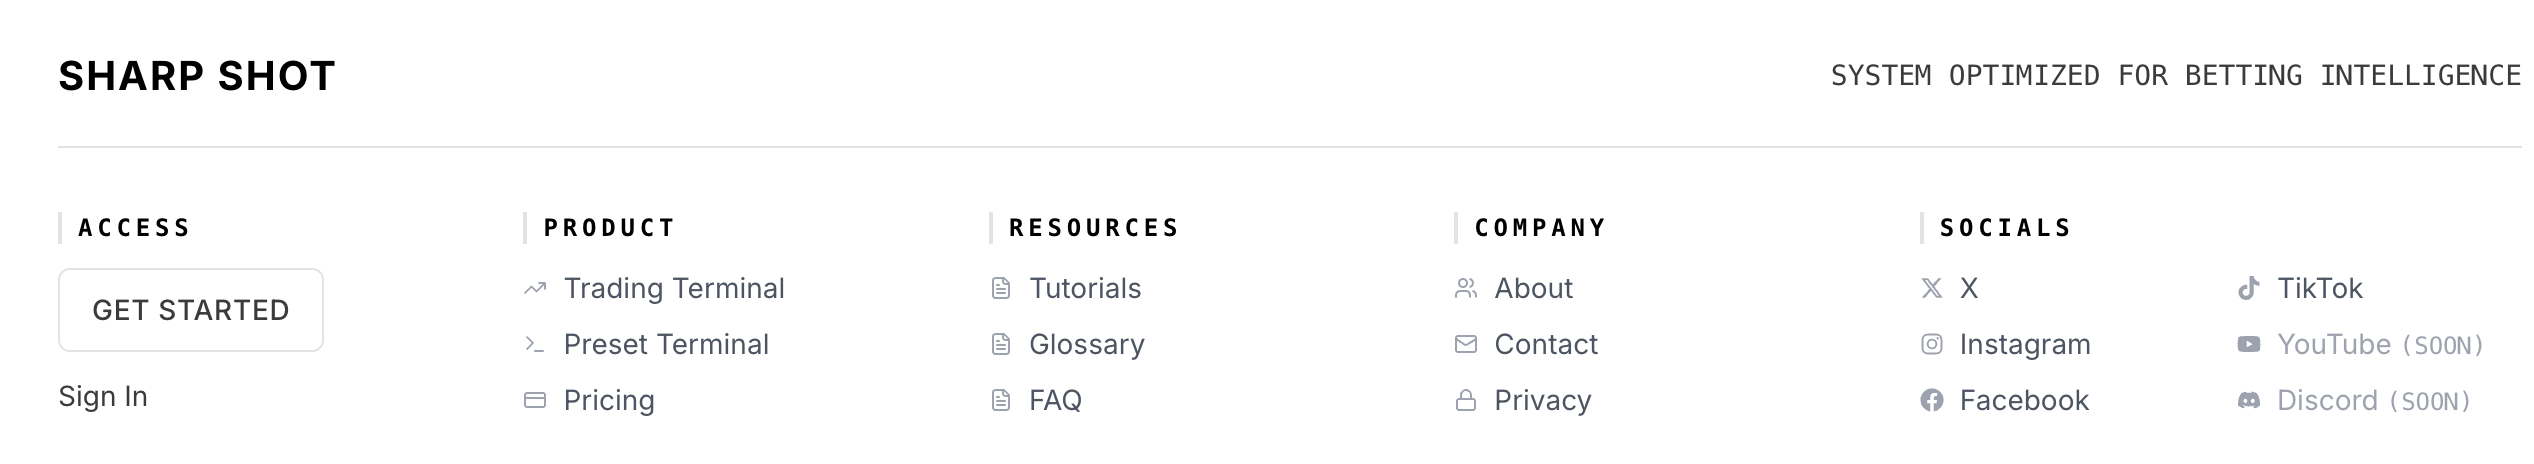 SHARP SHOT
SYSTEM OPTIMIZED FOR BETTING INTELLIGENCE
ACCESS
GET STARTED
Sign In
PRODUCT
Trading Terminal
Preset Terminal
Pricing
RESOURCES
Tutorials
Glossary
FAQ
COMPANY
About
Contact
Privacy
SOCIALS
X
Instagram
Facebook
TikTok
YouTube (SOON)
Discord (SOON)